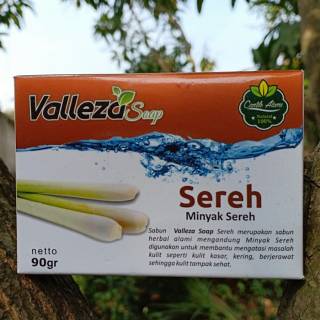 Valleza Soap
Cantik Alami
Natural
100%
Sereh
Minyak Sereh
Sabun Valleza Soap Sereh merupakan sabun
herbal alami mengandung Minyak Sereh
digunakan untuk membantu mengatasi masalah
kulit seperti kulit kasar, kering, berjerawat
sehingga kulit tampak sehat.
netto
90gr